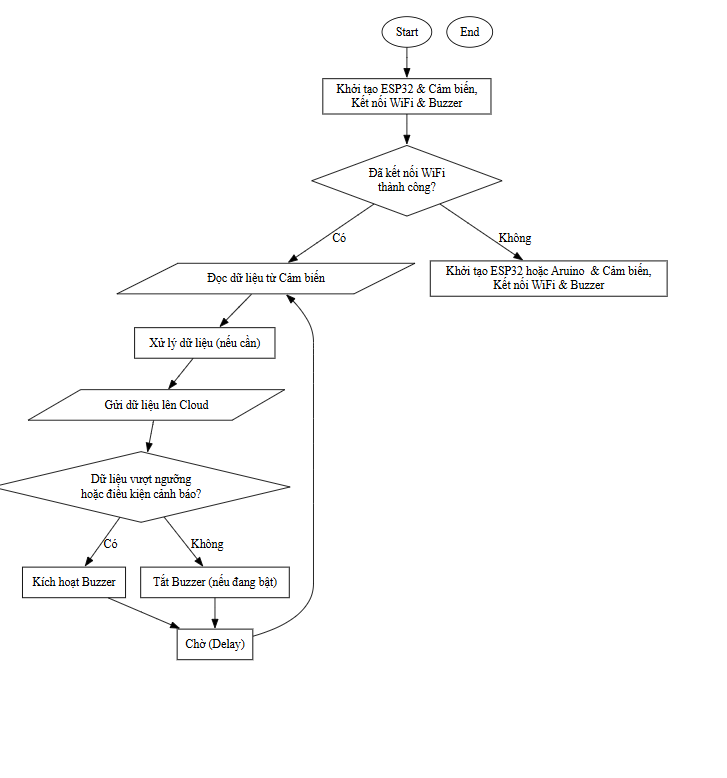 Start
End
Khởi tạo ESP32 & Cảm biến,
Kết nối WiFi & Buzzer
Đã kết nối WiFi
thành công?
Có
Không
Đọc dữ liệu từ Cảm biến
Khởi tạo ESP32 hoặc Aruino & Cảm biến,
Kết nối WiFi & Buzzer
Xử lý dữ liệu (nếu cần)
Gửi dữ liệu lên Cloud
Dữ liệu vượt ngưỡng
hoặc điều kiện cảnh báo?
Có
Không
Kích hoạt Buzzer
Tắt Buzzer (nếu đang bật)
Chờ (Delay)